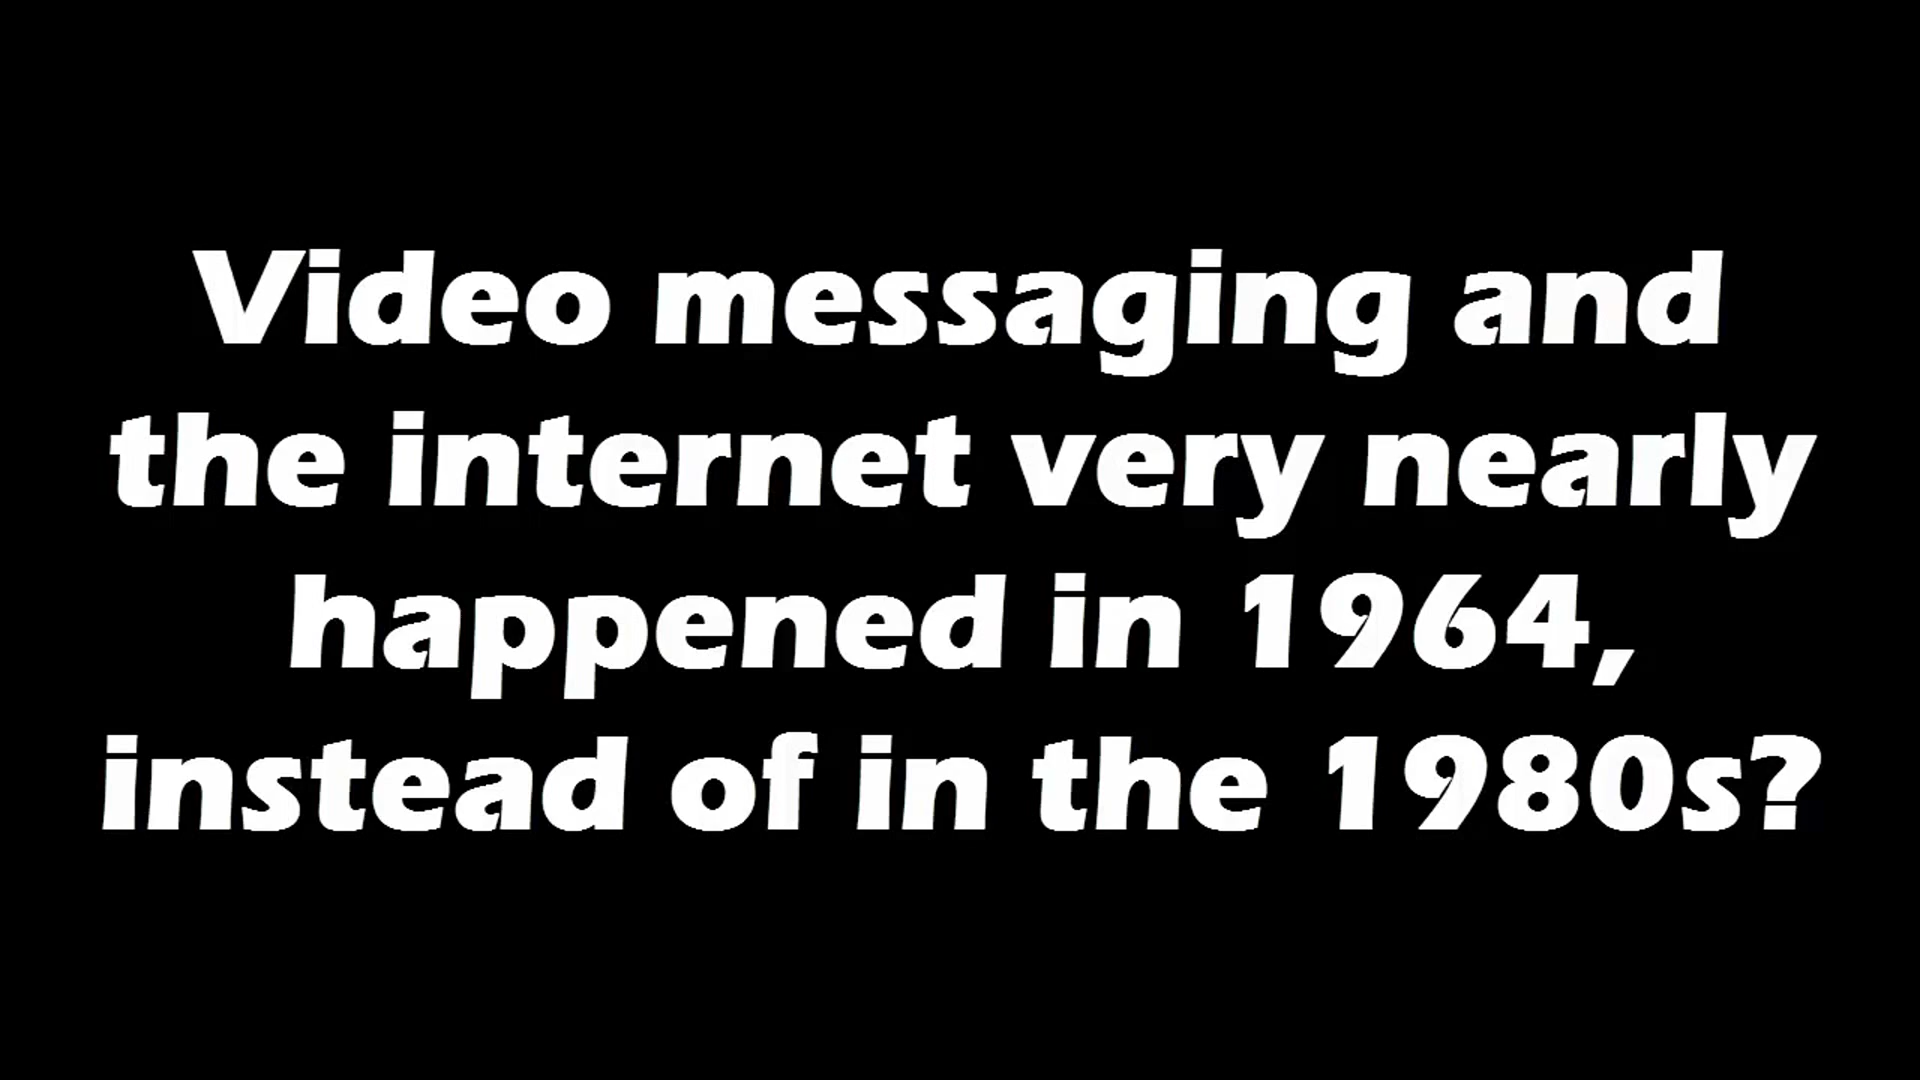 Video messaging and
the internet very nearly
happened in 1964,
instead of in the 1980s?